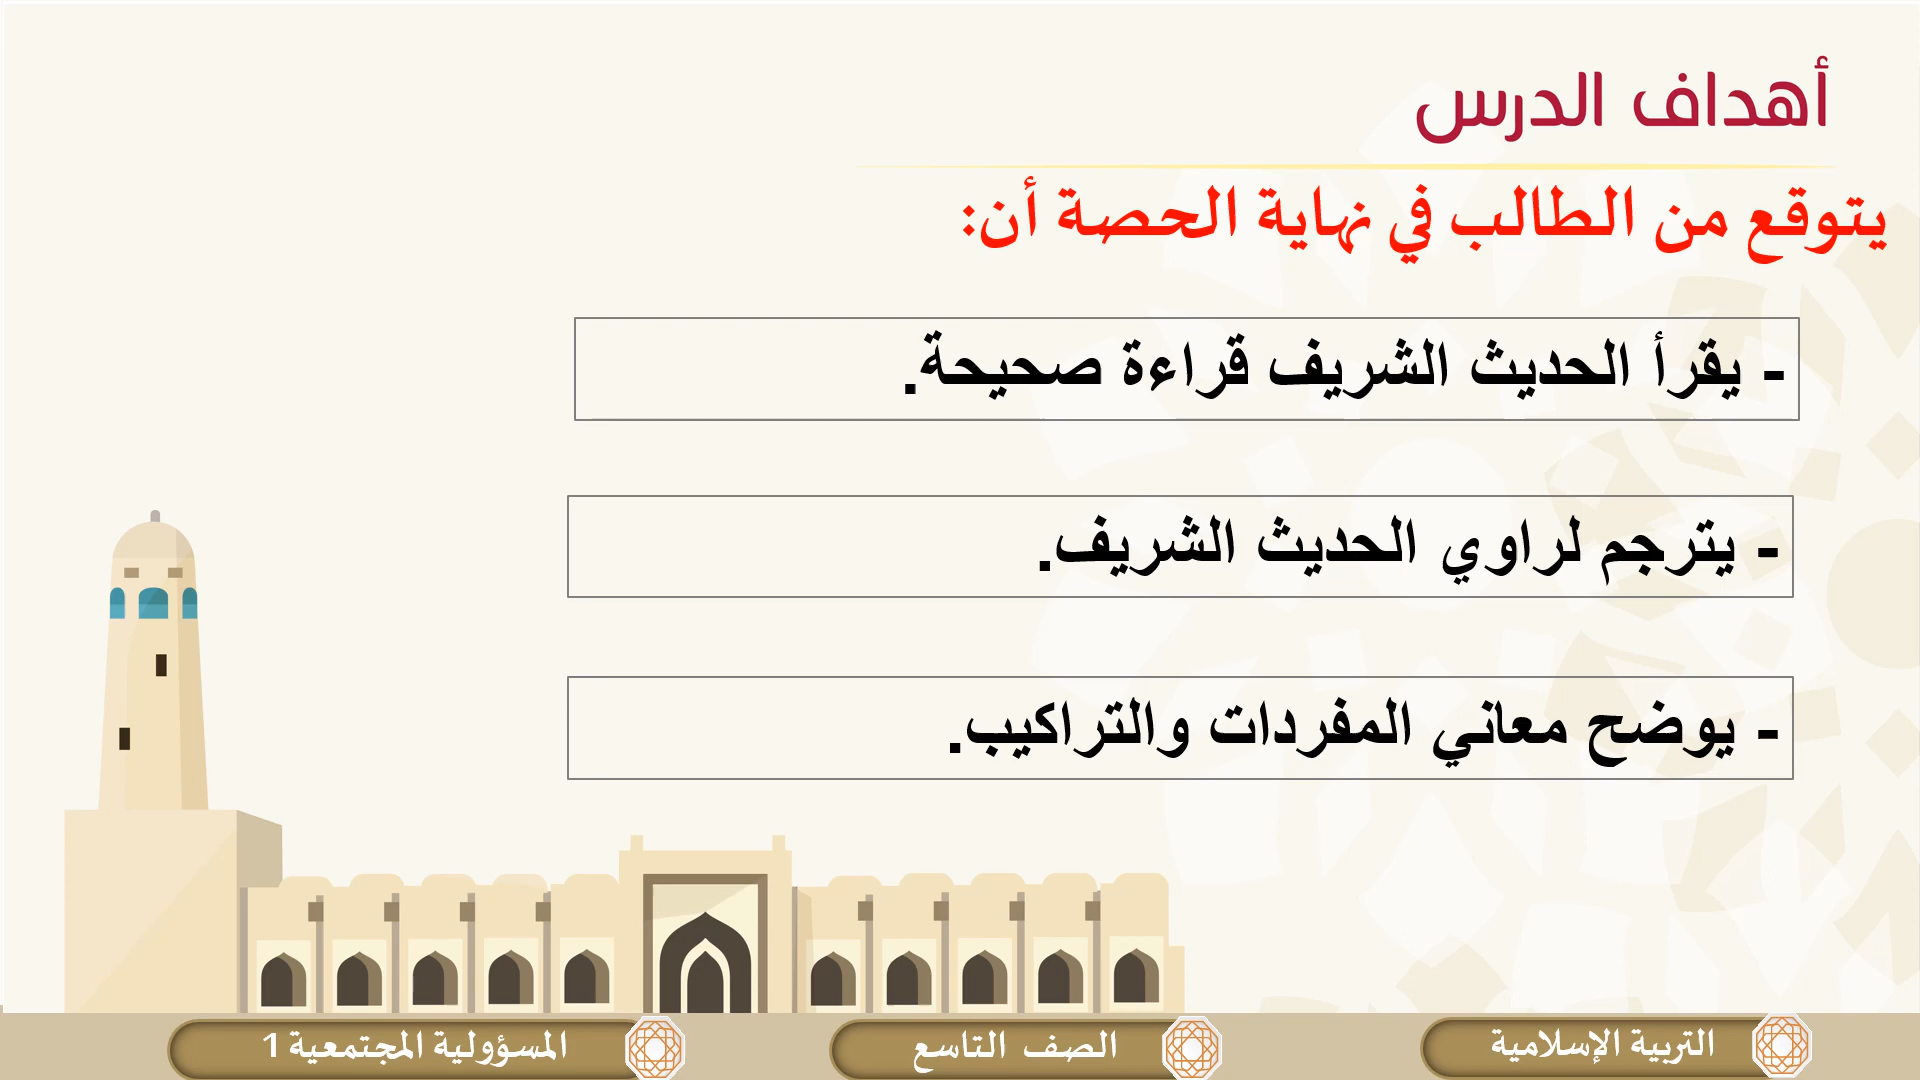 أهداف الدرس
يتوقع من الطالب في نهاية الحصة أن:
- يقرأ الحديث الشريف قراءة صحيحة.
- يترجم لراوي الحديث الشريف.
- يوضح معاني المفردات والتراكيب.
التربية الإسلامية
الصف التاسع
المسؤولية المجتمعية 1